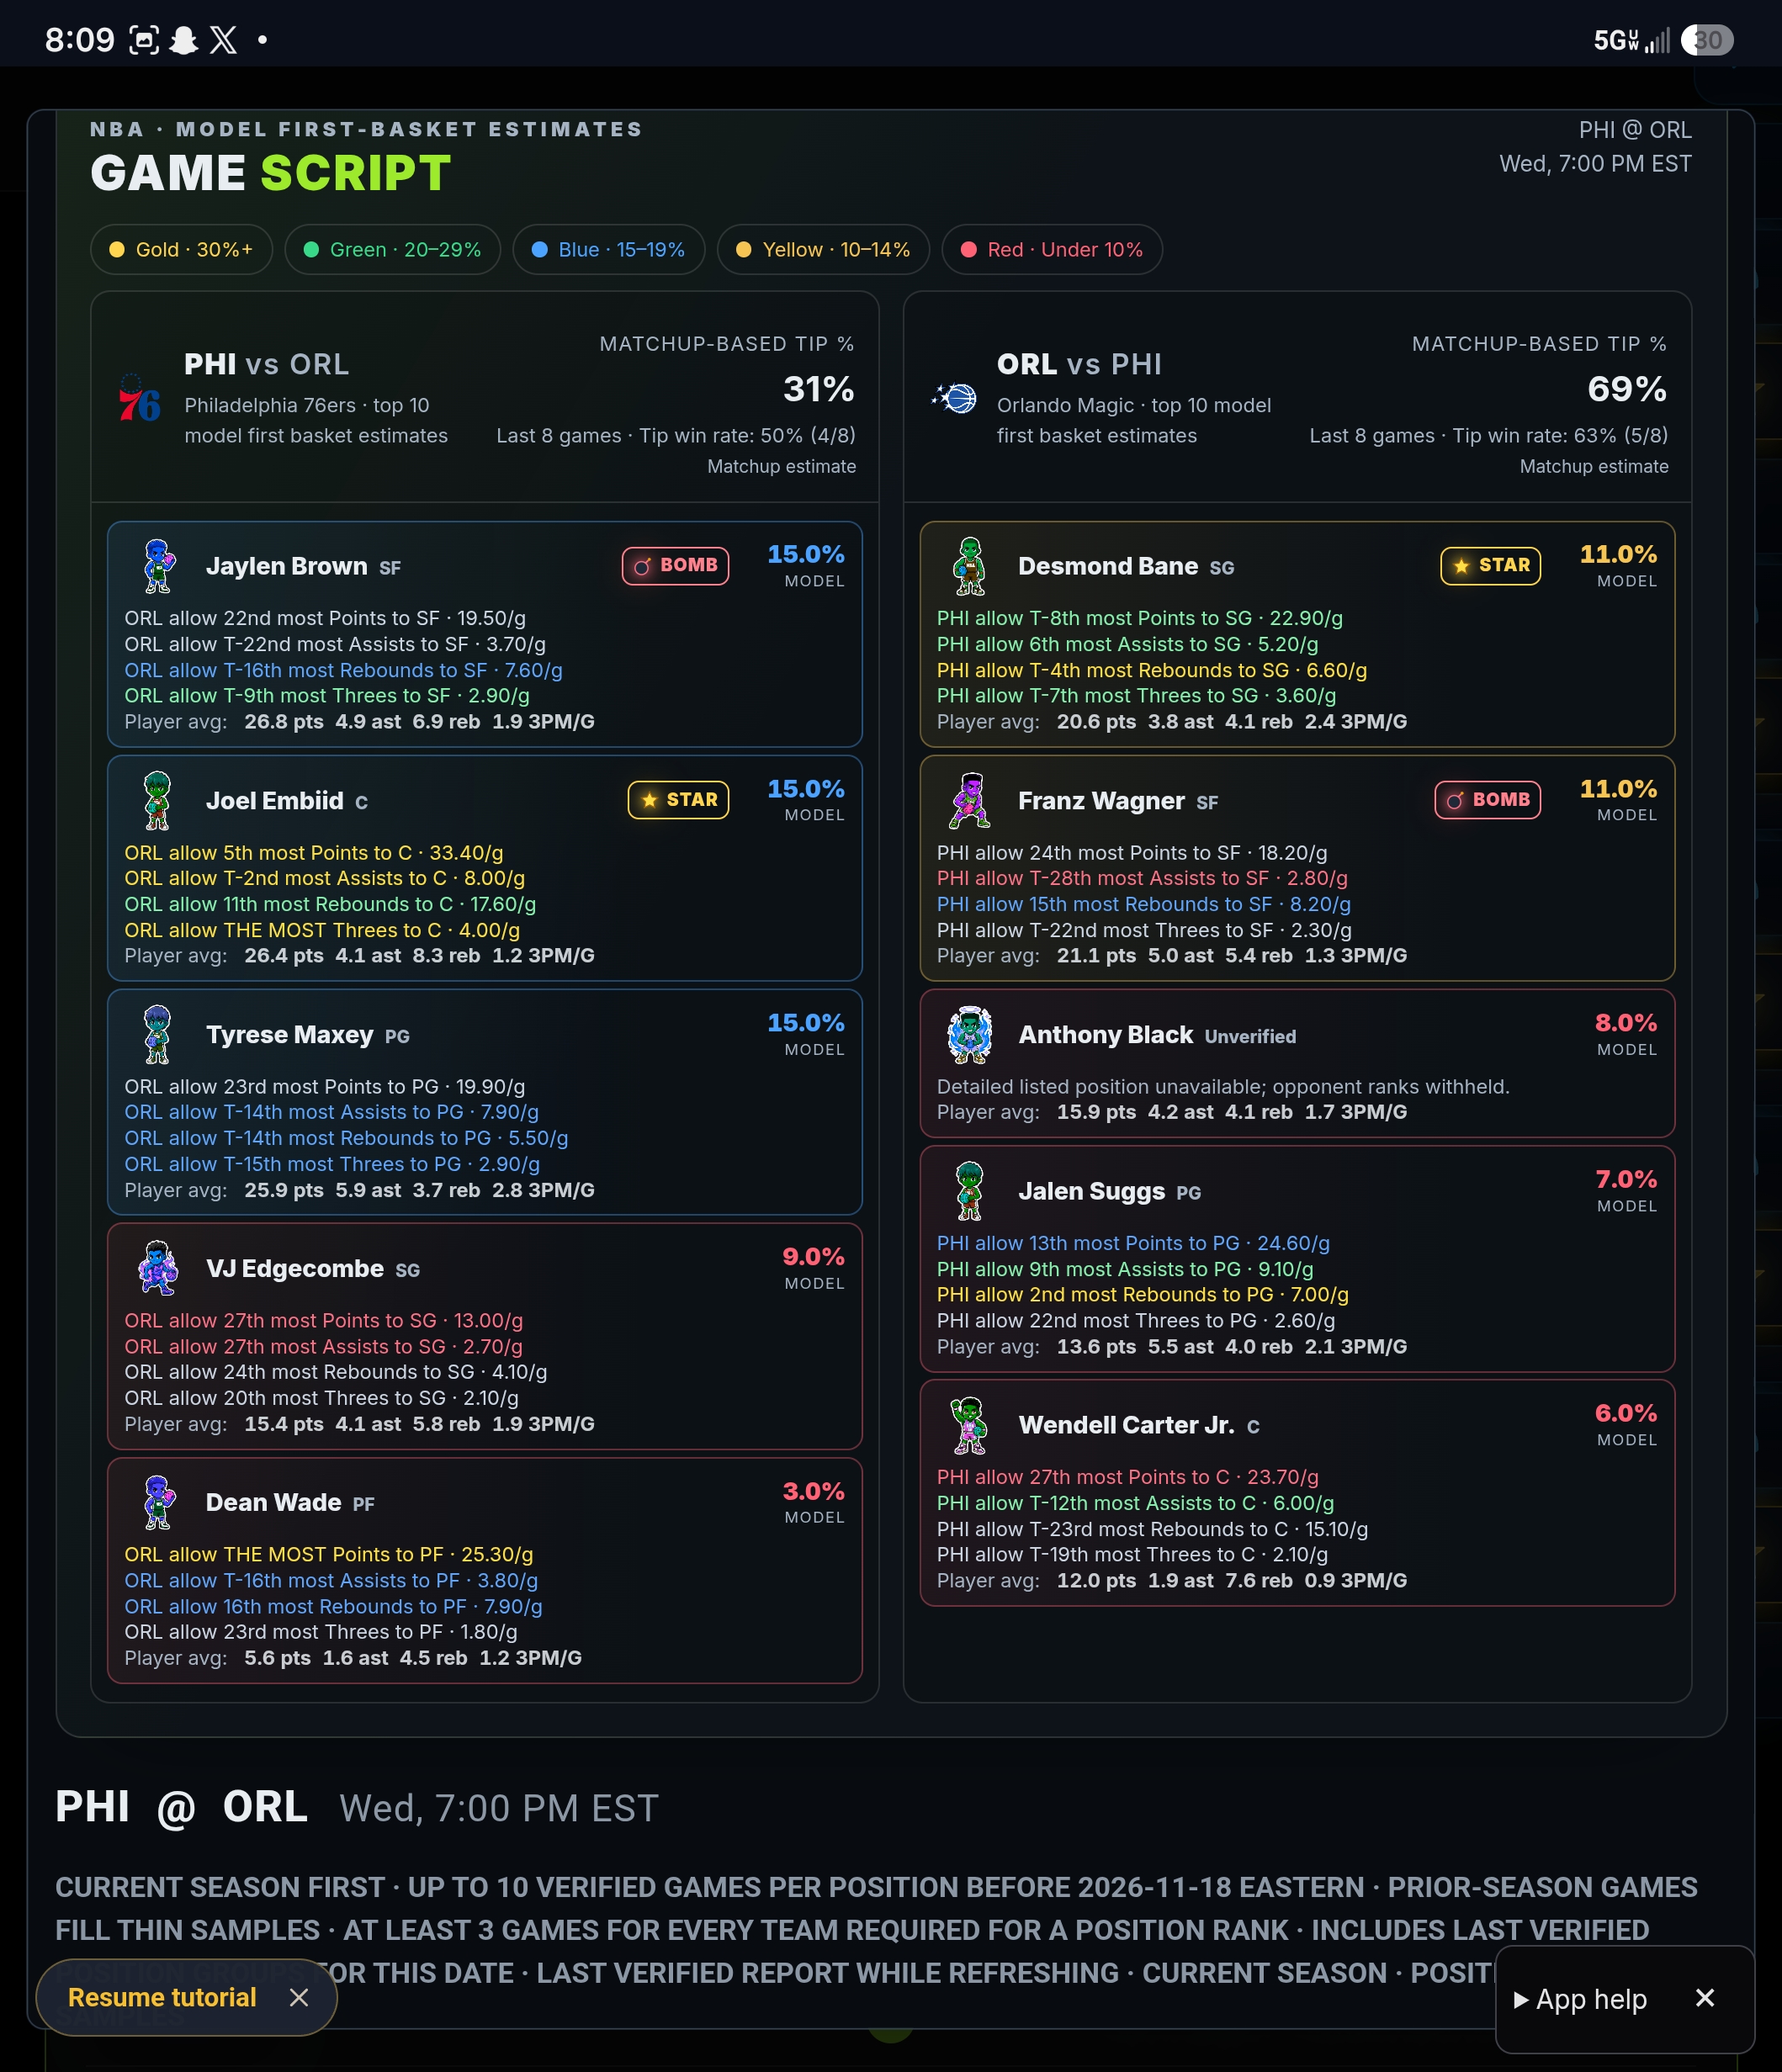 8:09
5G UW
30
NBA · MODEL FIRST-BASKET ESTIMATES
PHI @ ORL
GAME SCRIPT
Wed, 7:00 PM EST
Gold · 30%+
Green · 20–29%
Blue · 15–19%
Yellow · 10–14%
Red · Under 10%
76
PHI vs ORL
Philadelphia 76ers · top 10
model first basket estimates
MATCHUP-BASED TIP %
31%
Last 8 games · Tip win rate: 50% (4/8)
Matchup estimate
Jaylen Brown SF
BOMB
15.0%
MODEL
ORL allow 22nd most Points to SF · 19.50/g
ORL allow T-22nd most Assists to SF · 3.70/g
ORL allow T-16th most Rebounds to SF · 7.60/g
ORL allow T-9th most Threes to SF · 2.90/g
Player avg: 26.8 pts 4.9 ast 6.9 reb 1.9 3PM/G
Joel Embiid C
STAR
15.0%
MODEL
ORL allow 5th most Points to C · 33.40/g
ORL allow T-2nd most Assists to C · 8.00/g
ORL allow 11th most Rebounds to C · 17.60/g
ORL allow THE MOST Threes to C · 4.00/g
Player avg: 26.4 pts 4.1 ast 8.3 reb 1.2 3PM/G
Tyrese Maxey PG
15.0%
MODEL
ORL allow 23rd most Points to PG · 19.90/g
ORL allow T-14th most Assists to PG · 7.90/g
ORL allow T-14th most Rebounds to PG · 5.50/g
ORL allow T-15th most Threes to PG · 2.90/g
Player avg: 25.9 pts 5.9 ast 3.7 reb 2.8 3PM/G
VJ Edgecombe SG
9.0%
MODEL
ORL allow 27th most Points to SG · 13.00/g
ORL allow 27th most Assists to SG · 2.70/g
ORL allow 24th most Rebounds to SG · 4.10/g
ORL allow 20th most Threes to SG · 2.10/g
Player avg: 15.4 pts 4.1 ast 5.8 reb 1.9 3PM/G
Dean Wade PF
3.0%
MODEL
ORL allow THE MOST Points to PF · 25.30/g
ORL allow T-16th most Assists to PF · 3.80/g
ORL allow 16th most Rebounds to PF · 7.90/g
ORL allow 23rd most Threes to PF · 1.80/g
Player avg: 5.6 pts 1.6 ast 4.5 reb 1.2 3PM/G
ORL vs PHI
Orlando Magic · top 10 model
first basket estimates
MATCHUP-BASED TIP %
69%
Last 8 games · Tip win rate: 63% (5/8)
Matchup estimate
Desmond Bane SG
STAR
11.0%
MODEL
PHI allow T-8th most Points to SG · 22.90/g
PHI allow 6th most Assists to SG · 5.20/g
PHI allow T-4th most Rebounds to SG · 6.60/g
PHI allow T-7th most Threes to SG · 3.60/g
Player avg: 20.6 pts 3.8 ast 4.1 reb 2.4 3PM/G
Franz Wagner SF
BOMB
11.0%
MODEL
PHI allow 24th most Points to SF · 18.20/g
PHI allow T-28th most Assists to SF · 2.80/g
PHI allow 15th most Rebounds to SF · 8.20/g
PHI allow T-22nd most Threes to SF · 2.30/g
Player avg: 21.1 pts 5.0 ast 5.4 reb 1.3 3PM/G
Anthony Black Unverified
8.0%
MODEL
Detailed listed position unavailable; opponent ranks withheld.
Player avg: 15.9 pts 4.2 ast 4.1 reb 1.7 3PM/G
Jalen Suggs PG
7.0%
MODEL
PHI allow 13th most Points to PG · 24.60/g
PHI allow 9th most Assists to PG · 9.10/g
PHI allow 2nd most Rebounds to PG · 7.00/g
PHI allow 22nd most Threes to PG · 2.60/g
Player avg: 13.6 pts 5.5 ast 4.0 reb 2.1 3PM/G
Wendell Carter Jr. C
6.0%
MODEL
PHI allow 27th most Points to C · 23.70/g
PHI allow T-12th most Assists to C · 6.00/g
PHI allow T-23rd most Rebounds to C · 15.10/g
PHI allow T-19th most Threes to C · 2.10/g
Player avg: 12.0 pts 1.9 ast 7.6 reb 0.9 3PM/G
PHI @ ORL Wed, 7:00 PM EST
CURRENT SEASON FIRST · UP TO 10 VERIFIED GAMES PER POSITION BEFORE 2026-11-18 EASTERN · PRIOR-SEASON GAMES
FILL THIN SAMPLES · AT LEAST 3 GAMES FOR EVERY TEAM REQUIRED FOR A POSITION RANK · INCLUDES LAST VERIFIED
POSITION GROUPS FOR THIS DATE · LAST VERIFIED REPORT WHILE REFRESHING · CURRENT SEASON ·
SAMPLES
Resume tutorial
App help